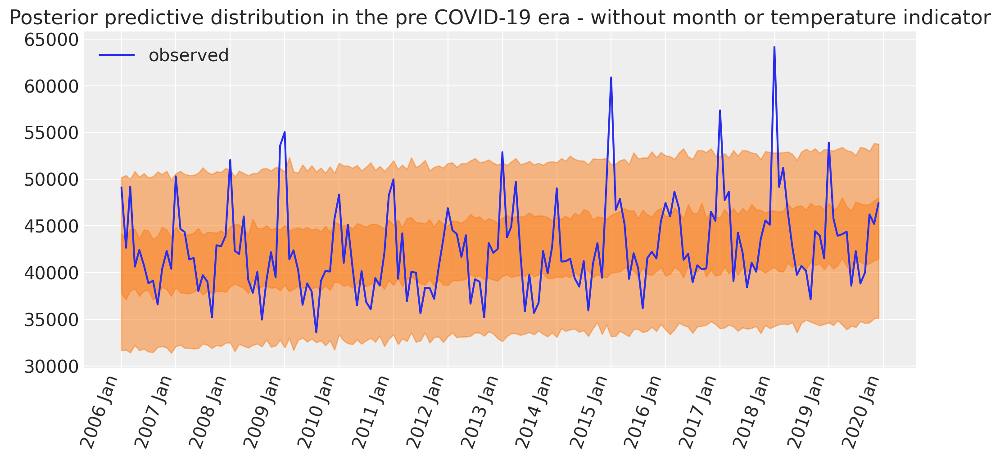 Posterior predictive distribution in the pre COVID-19 era - without month or temperature indicator
65000
60000
55000
50000
45000
40000
35000
30000
observed
2006 Jan
2007 Jan
2008 Jan
2009 Jan
2010 Jan
2011 Jan
2012 Jan
2013 Jan
2014 Jan
2015 Jan
2016 Jan
2017 Jan
2018 Jan
2019 Jan
2020 Jan